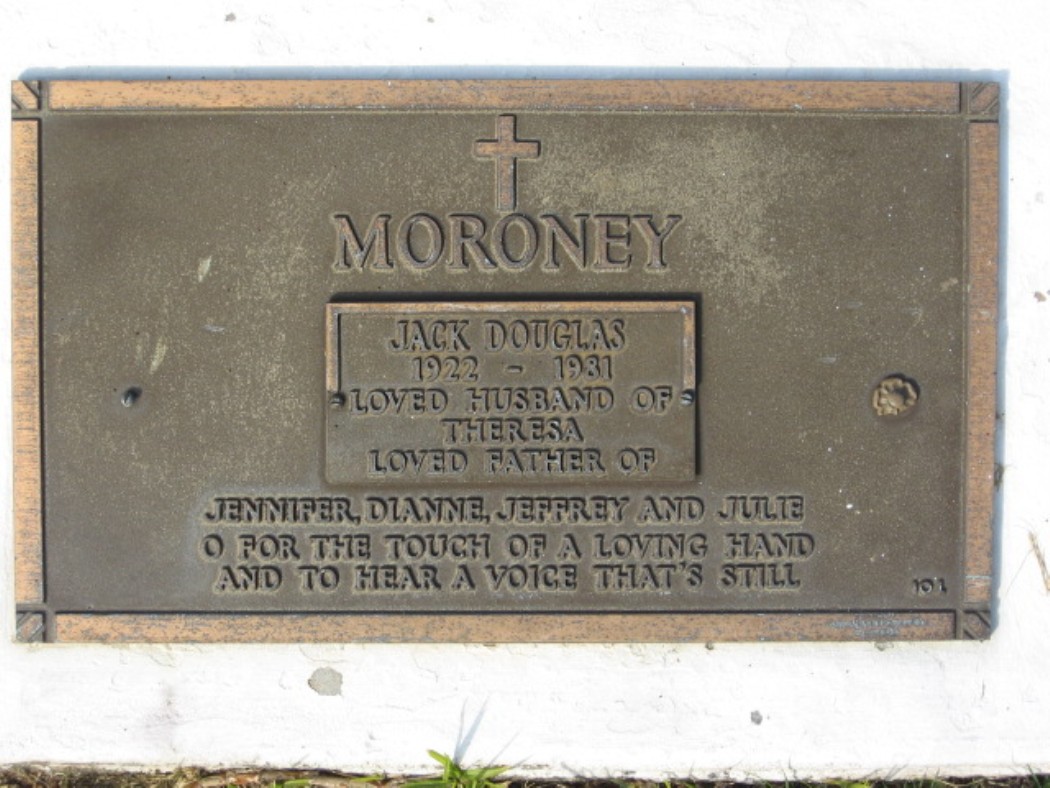 MORONEY
JACK DOUGLAS
1922 - 1981
LOVED HUSBAND OF
THERESA
LOVED FATHER OF
JENNIFER, DIANNE, JEFFREY AND JULIE
O FOR THE TOUCH OF A LOVING HAND
AND TO HEAR A VOICE THAT'S STILL